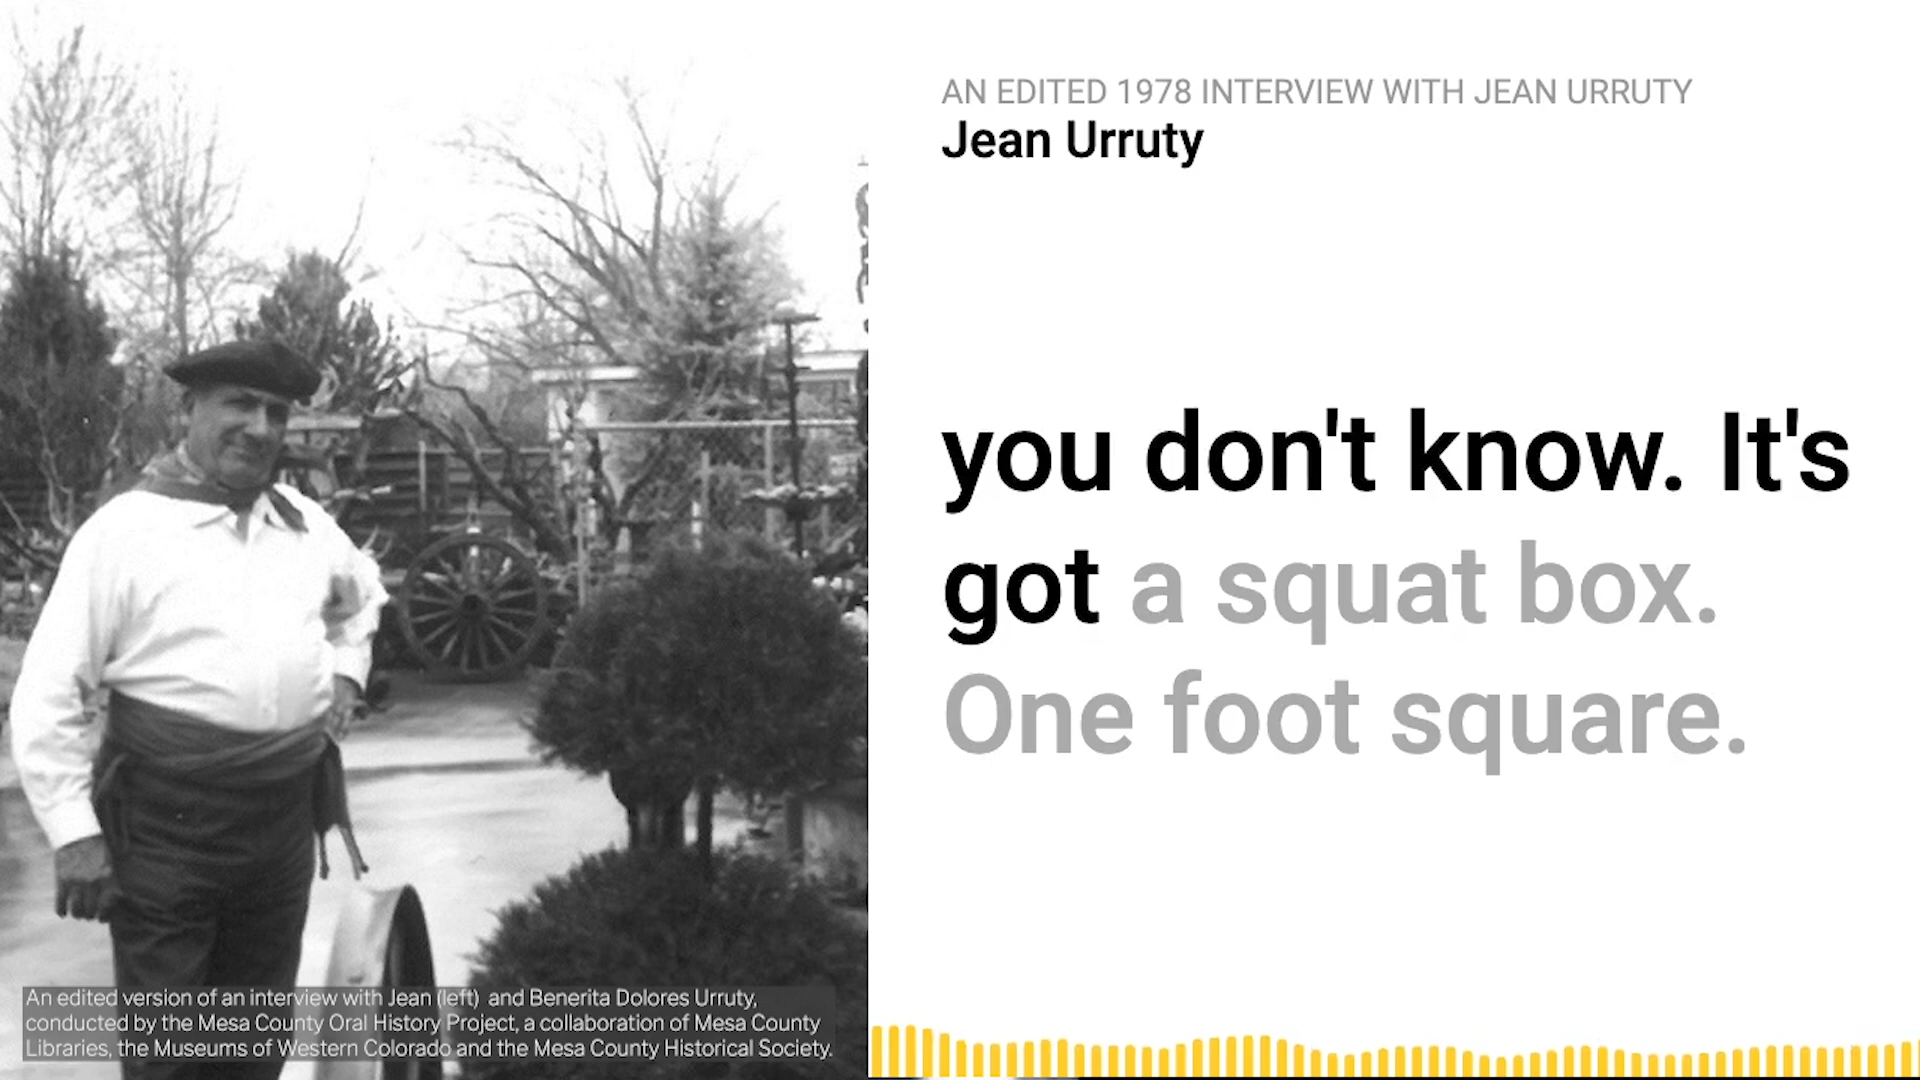 AN EDITED 1978 INTERVIEW WITH JEAN URRUTY
Jean Urruty
you don't know. It's
got a squat box.
One foot square.
An edited version of an interview with Jean (left) and Benerita Dolores Urruty,
conducted by the Mesa County Oral History Project, a collaboration of Mesa County
Libraries, the Museums of Western Colorado and the Mesa County Historical Society.